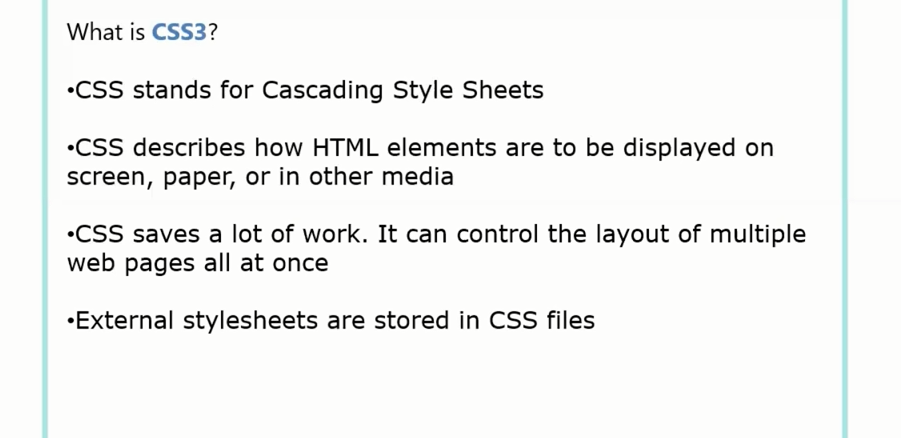 What is CSS3?
•CSS stands for Cascading Style Sheets
•CSS describes how HTML elements are to be displayed on
screen, paper, or in other media
•CSS saves a lot of work. It can control the layout of multiple
web pages all at once
•External stylesheets are stored in CSS files